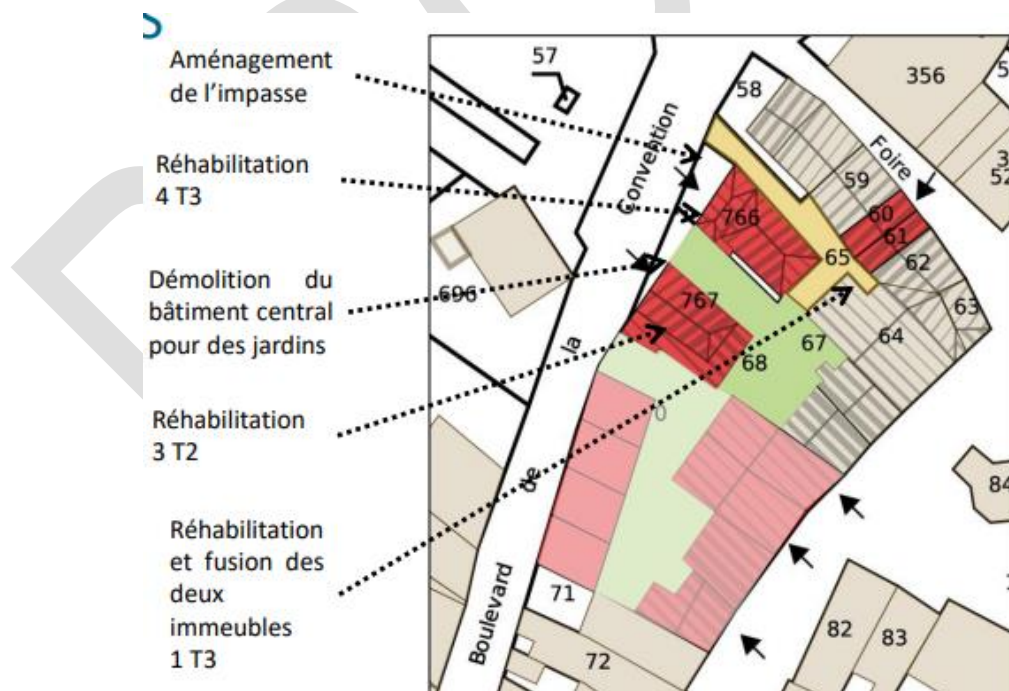 S
Aménagement
de l’impasse
Réhabilitation
4 T3
Démolition du
bâtiment central
pour des jardins
Réhabilitation
3 T2
Réhabilitation
et fusion des
deux
immeubles
1 T3
57
58
356
Convention
Foire
59
52
766
60
61
65
62
696
767
63
67
64
68
la
0
de
84
Boulevard
71
72
82
83